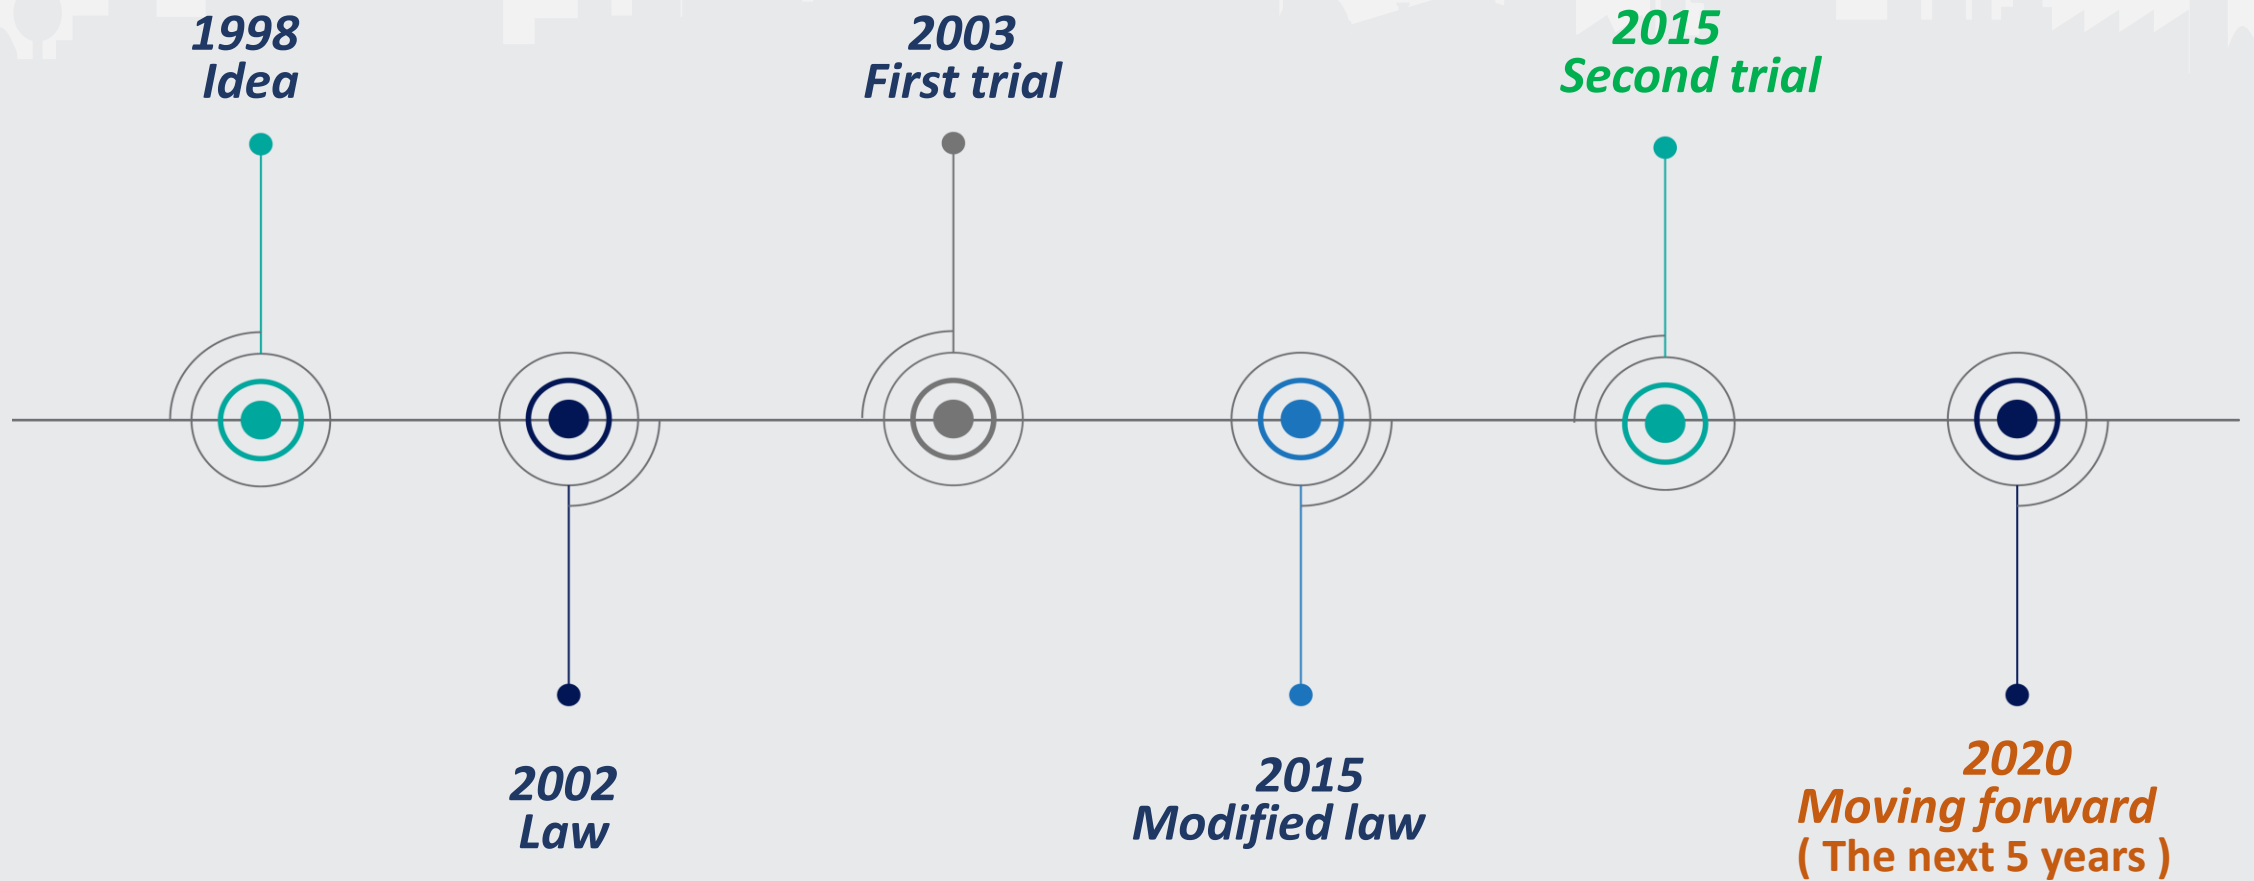 1998
Idea
2002
Law
2003
First trial
2015
Modified law
2015
Second trial
2020
Moving forward
( The next 5 years )